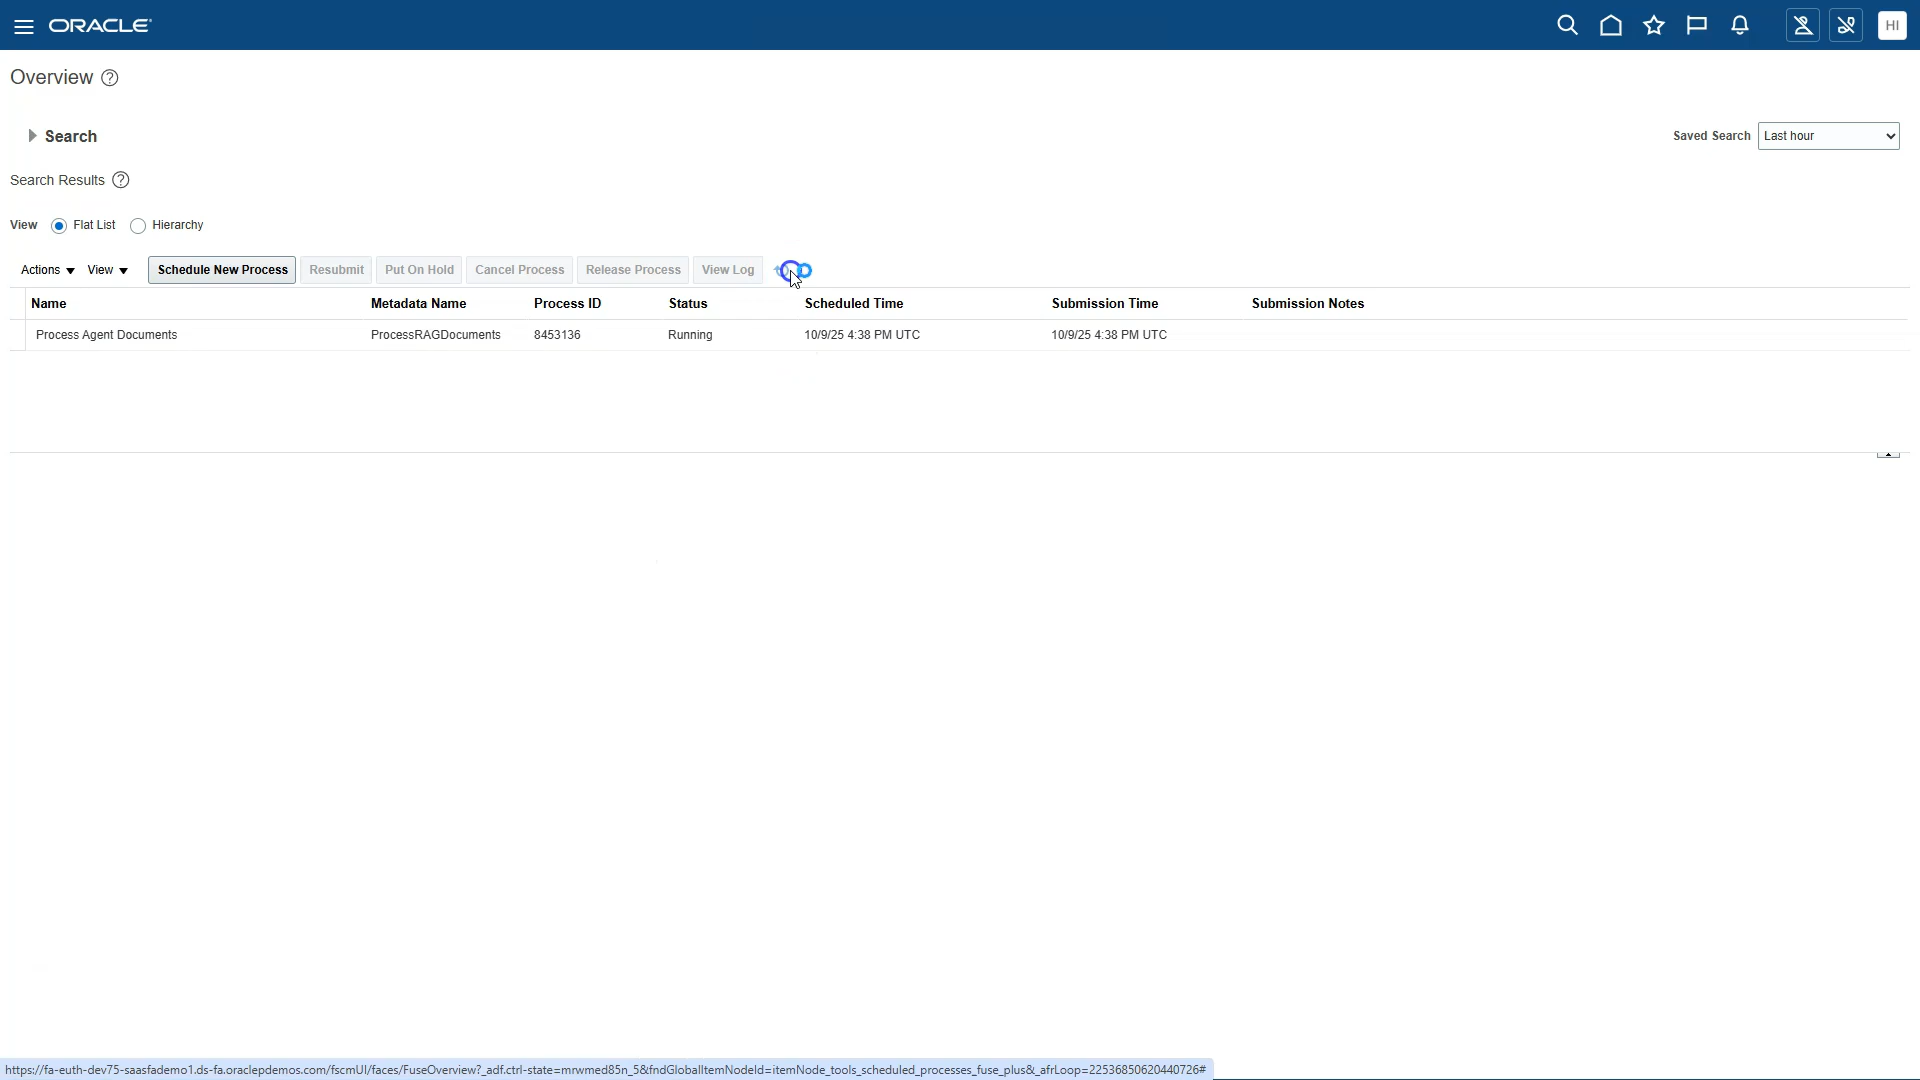 ORACLE
HI
Overview
Search
Saved Search Last hour
Search Results
View Flat List Hierarchy
Actions View Schedule New Process Resubmit Put On Hold Cancel Process Release Process View Log
Name Metadata Name Process ID Status Scheduled Time Submission Time Submission Notes
Process Agent Documents ProcessRAGDocuments 8453136 Running 10/9/25 4:38 PM UTC 10/9/25 4:38 PM UTC
https://fa-euth-dev75-saasfademo1.ds-fa.oraclepdemos.com/fscmUI/faces/FuseOverview?_adf.ctrl-state=mrwmed85n_5&fndGlobalItemNodeId=itemNode_tools_scheduled_processes_fuse_plus&_afrLoop=22536850620440726#